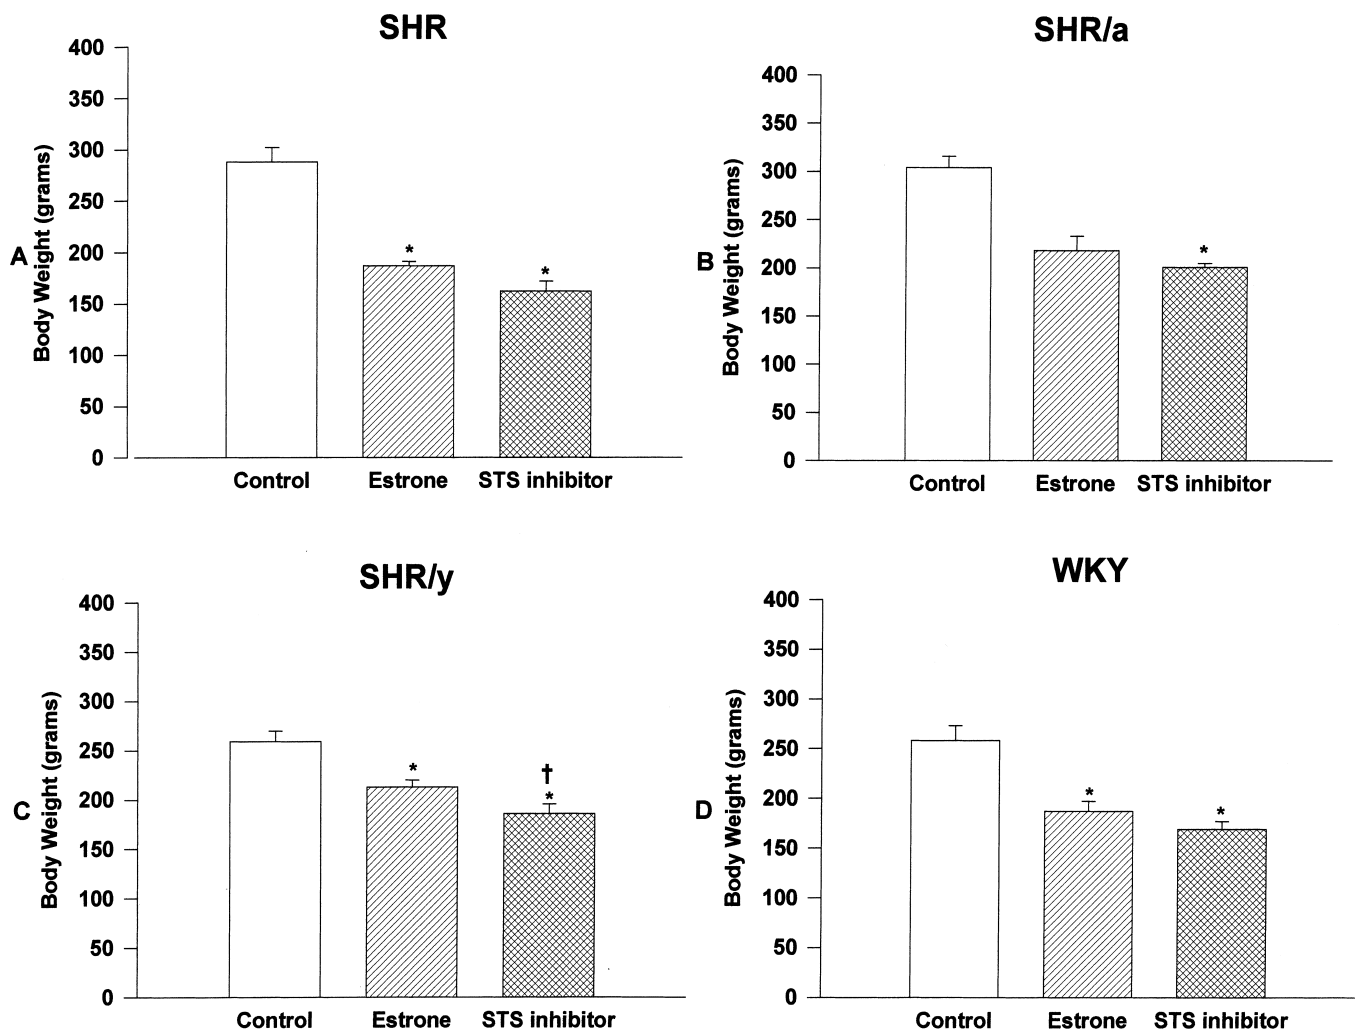 SHR
400
350
300
250
200
150
100
50
0
A
Body Weight (grams)
*
*
Control Estrone STS inhibitor
SHR/a
400
350
300
250
200
150
100
50
0
B
Body Weight (grams)
*
Control Estrone STS inhibitor
SHR/y
400
350
300
250
200
150
100
50
0
C
Body Weight (grams)
*
†
*
Control Estrone STS inhibitor
WKY
400
350
300
250
200
150
100
50
0
D
Body Weight (grams)
*
*
Control Estrone STS inhibitor